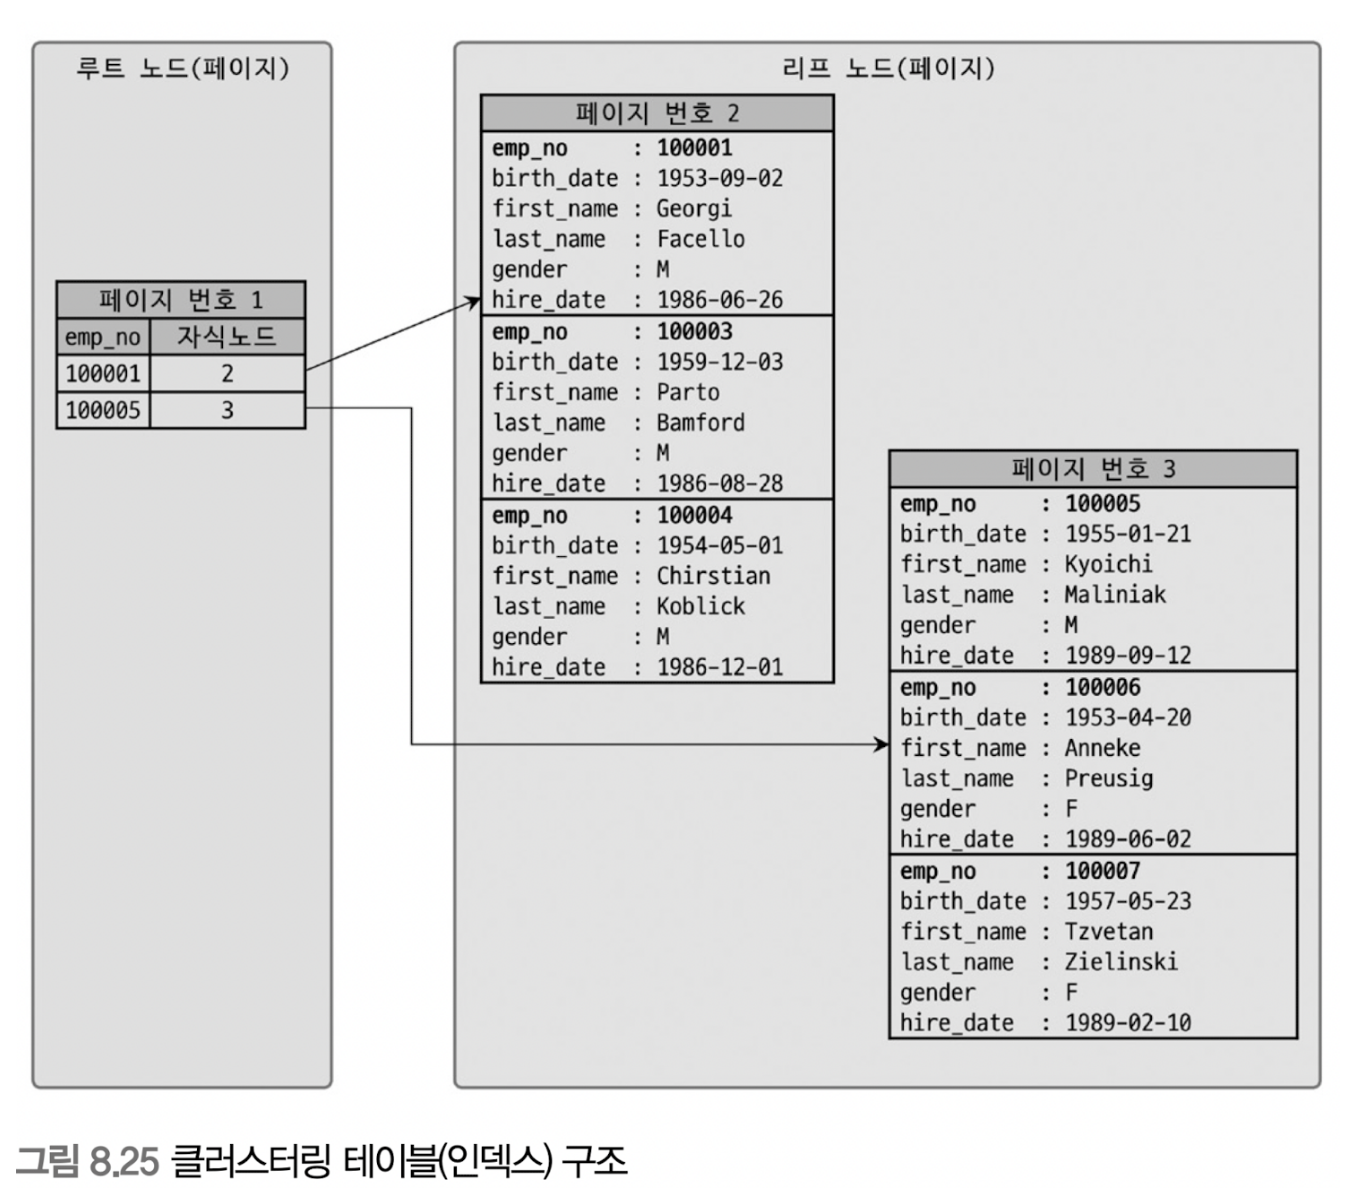 루트 노드(페이지)
페이지 번호 1
emp_no 자식노드
100001 2
100005 3
리프 노드(페이지)
페이지 번호 2
emp_no : 100001
birth_date : 1953-09-02
first_name : Georgi
last_name : Facello
gender : M
hire_date : 1986-06-26
emp_no : 100003
birth_date : 1959-12-03
first_name : Parto
last_name : Bamford
gender : M
hire_date : 1986-08-28
emp_no : 100004
birth_date : 1954-05-01
first_name : Chirstian
last_name : Koblick
gender : M
hire_date : 1986-12-01
페이지 번호 3
emp_no : 100005
birth_date : 1955-01-21
first_name : Kyoichi
last_name : Maliniak
gender : M
hire_date : 1989-09-12
emp_no : 100006
birth_date : 1953-04-20
first_name : Anneke
last_name : Preusig
gender : F
hire_date : 1989-06-02
emp_no : 100007
birth_date : 1957-05-23
first_name : Tzvetan
last_name : Zielinski
gender : F
hire_date : 1989-02-10
그림 8.25 클러스터링 테이블(인덱스) 구조